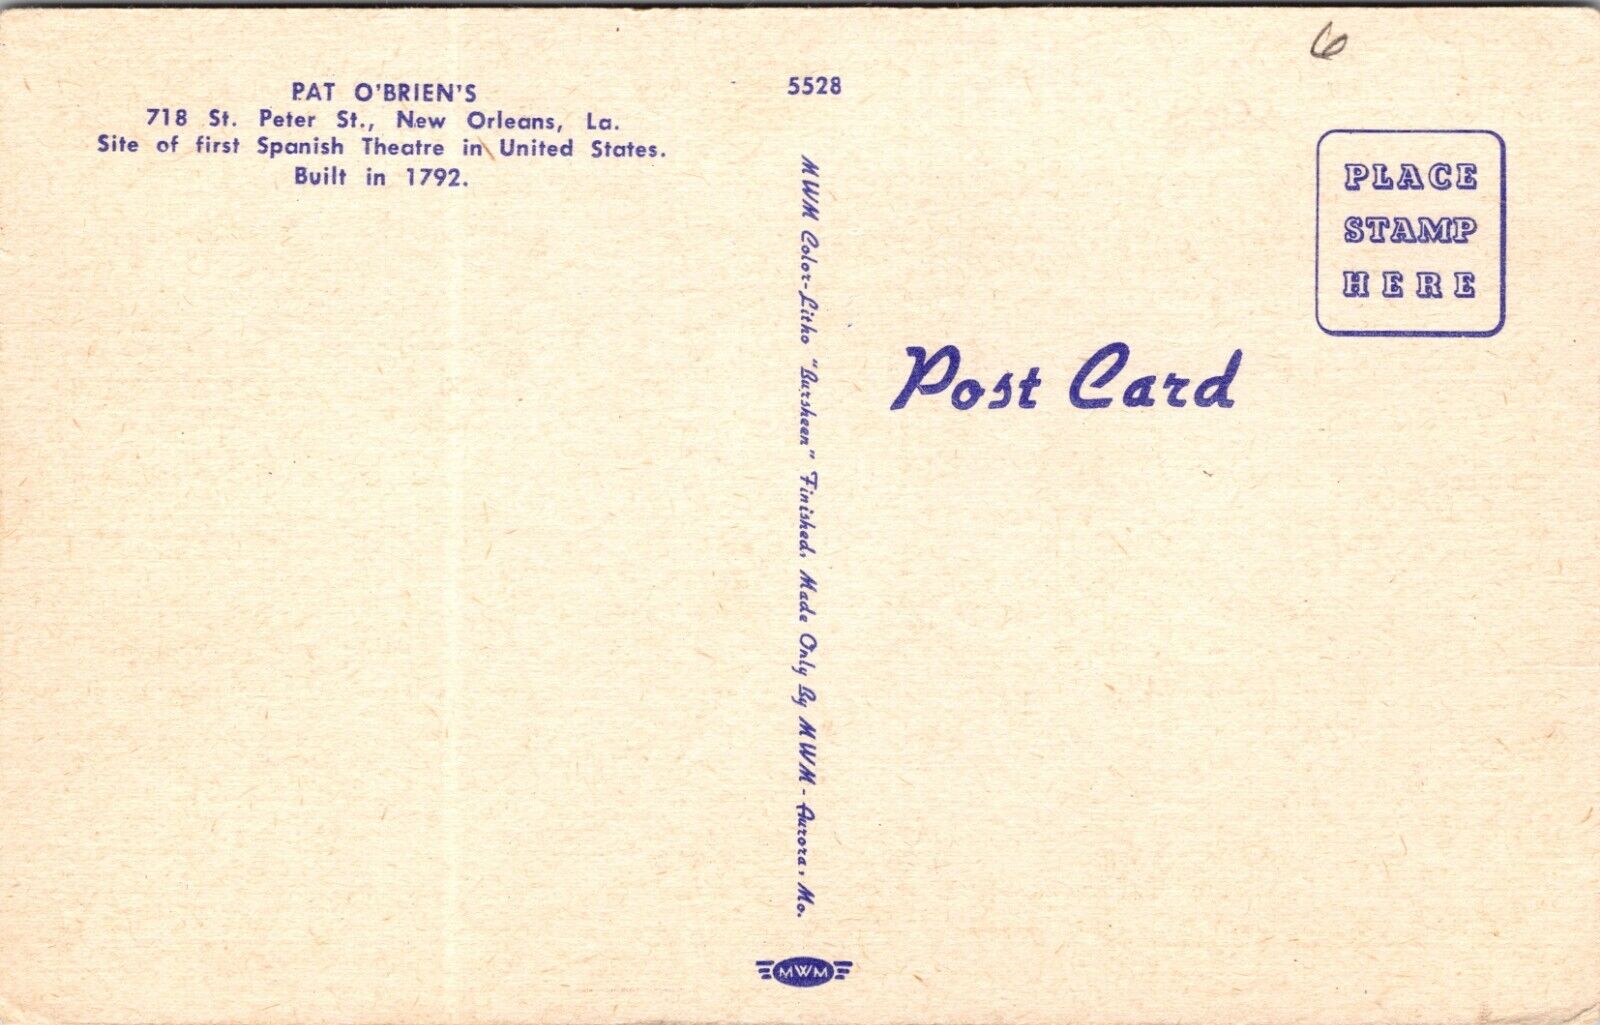 6
PAT O'BRIEN'S
718 St. Peter St., New Orleans, La.
Site of first Spanish Theatre in United States.
Built in 1792.
5528
MWM Color-Litho "Bursheen" Finished, Made Only By MWM - Aurora, Mo.
PLACE
STAMP
HERE
Post Card
MWM